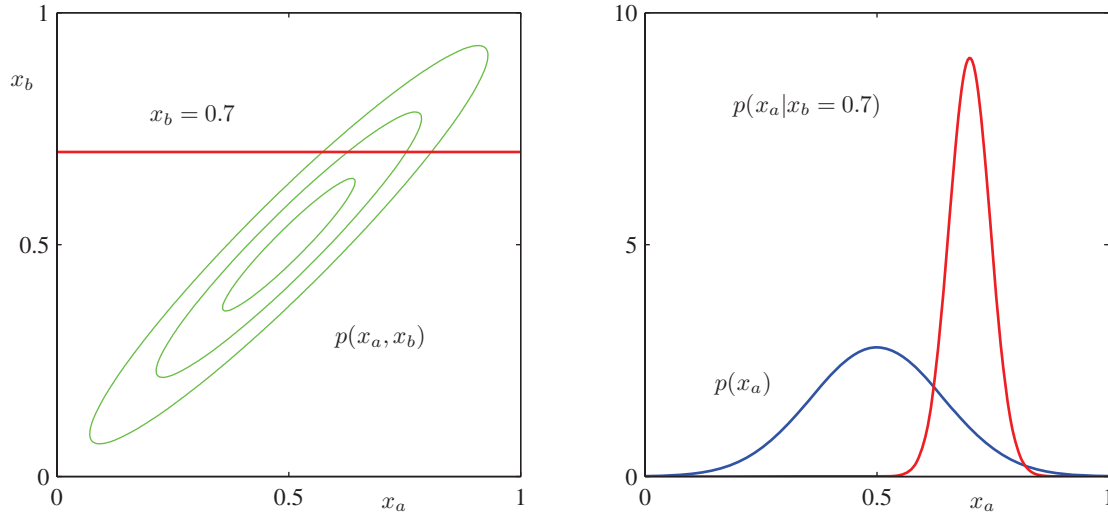 1
x_b
x_b = 0.7
0.5
p(x_a, x_b)
0
0 0.5 x_a 1
10
p(x_a|x_b = 0.7)
5
p(x_a)
0
0 0.5 x_a 1